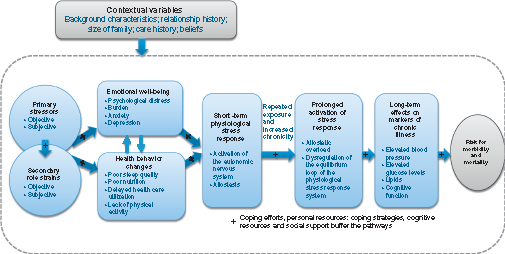 Contextual variables
Background characteristics; relationship history;
size of family; care history; beliefs
Primary
stressors
• Objective
• Subjective
Secondary
role strains
• Objective
• Subjective
Emotional well-being
• Psychological distress
• Burden
• Anxiety
• Depression
Health behavior
changes
• Poor sleep quality
• Poor nutrition
• Delayed health care
utilization
• Lack of physical
activity
Short-term
physiological
stress
response
• Activation of
the autonomic
nervous
system
• Allostasis
Repeated
exposure
and
increased
chronicity
+
Prolonged
activation of
stress
response
• Allostatic
overload
• Dysregulation of
the equilibrium
loop of the
physiological
stress response
system
+
Long-term
effects on
markers of
chronic
illness
• Elevated blood
pressure
• Elevated
glucose levels
• Lipids
• Cognitive
function
+
Risk for
morbidity
and
mortality
+ Coping efforts, personal resources: coping strategies, cognitive
resources and social support buffer the pathways